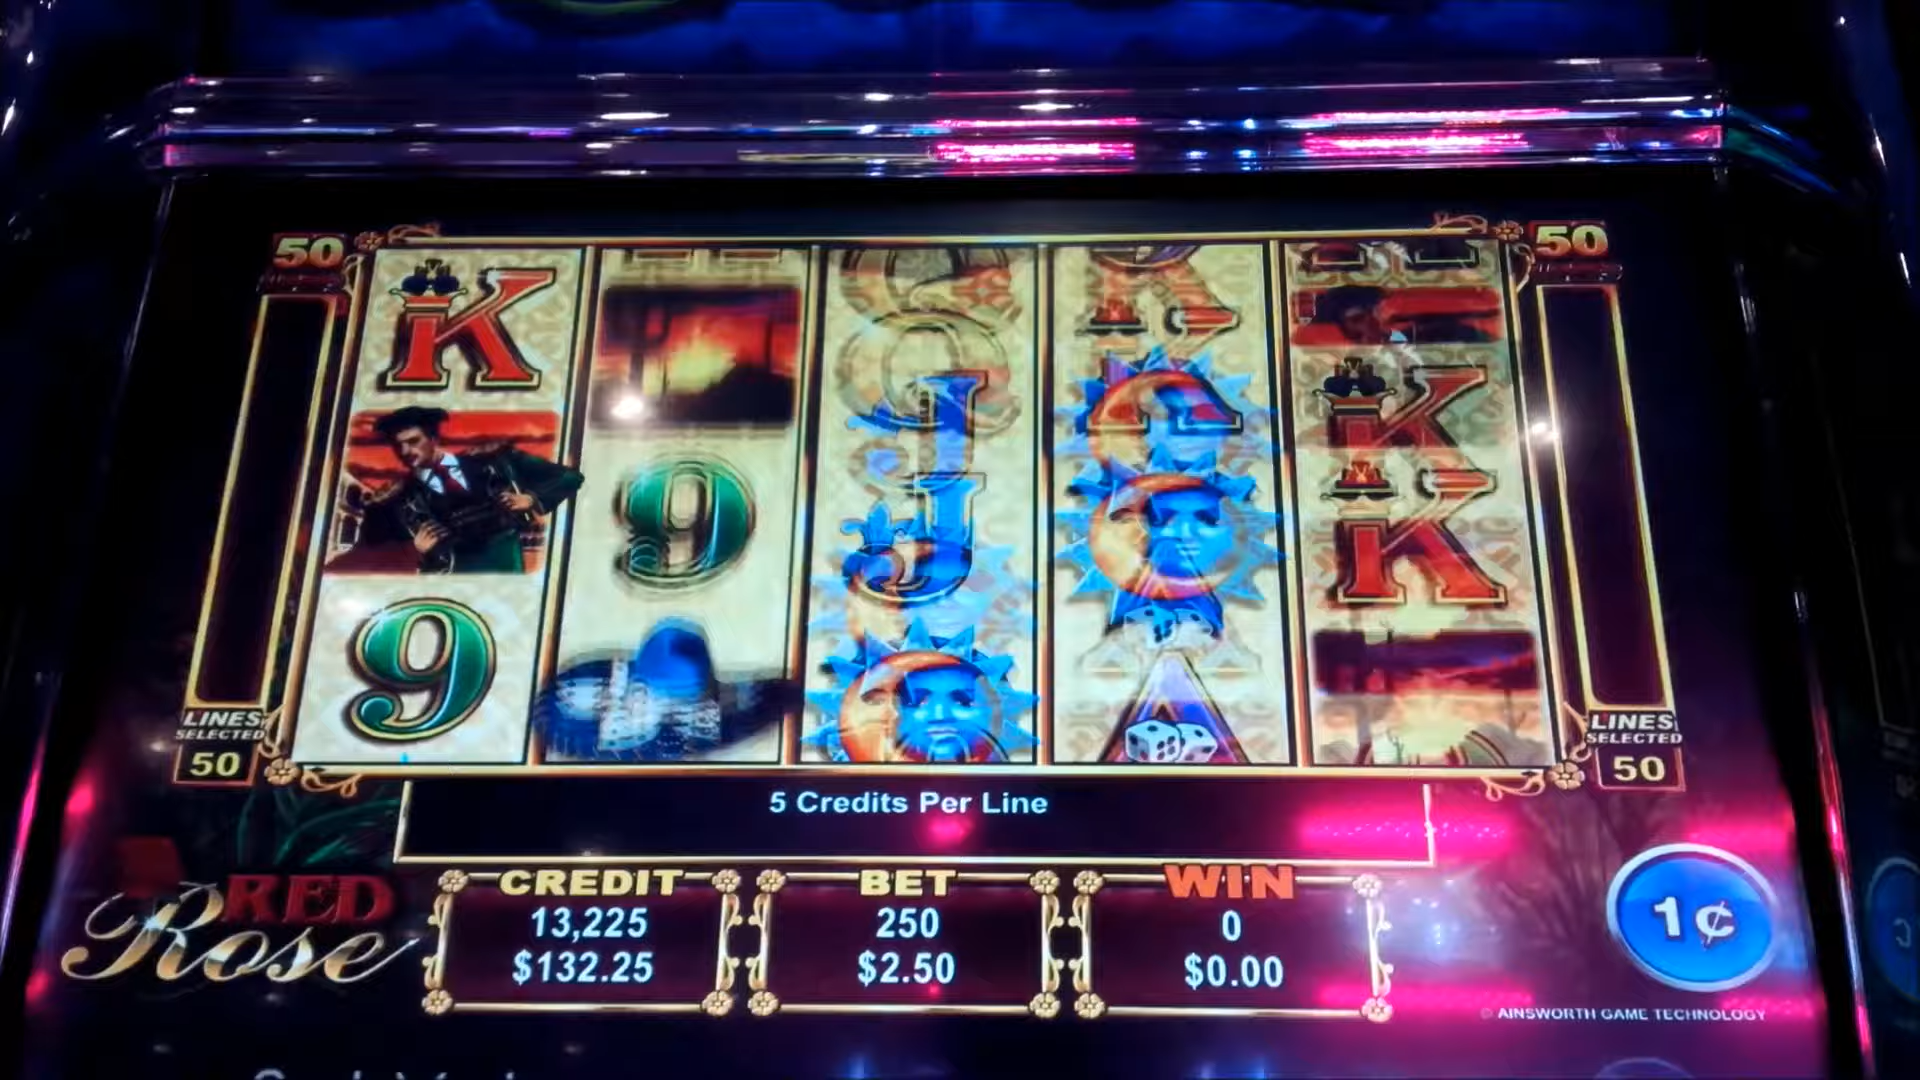 50
50
K
K
K
9
J
J
K
K
9
LINES
SELECTED
50
LINES
SELECTED
50
5 Credits Per Line
RED
Rose
CREDIT
13,225
$132.25
BET
250
$2.50
WIN
0
$0.00
1¢
© AINSWORTH GAME TECHNOLOGY